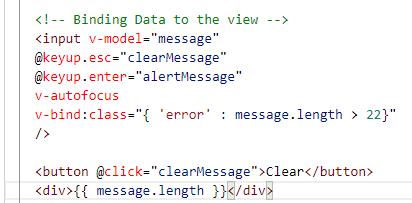 <!-- Binding Data to the view -->
<input v-model="message"
@keyup.esc="clearMessage"
@keyup.enter="alertMessage"
v-autofocus
v-bind:class="{ 'error' : message.length > 22}"
/>
<button @click="clearMessage">Clear</button>
<div>{{ message.length }}</div>